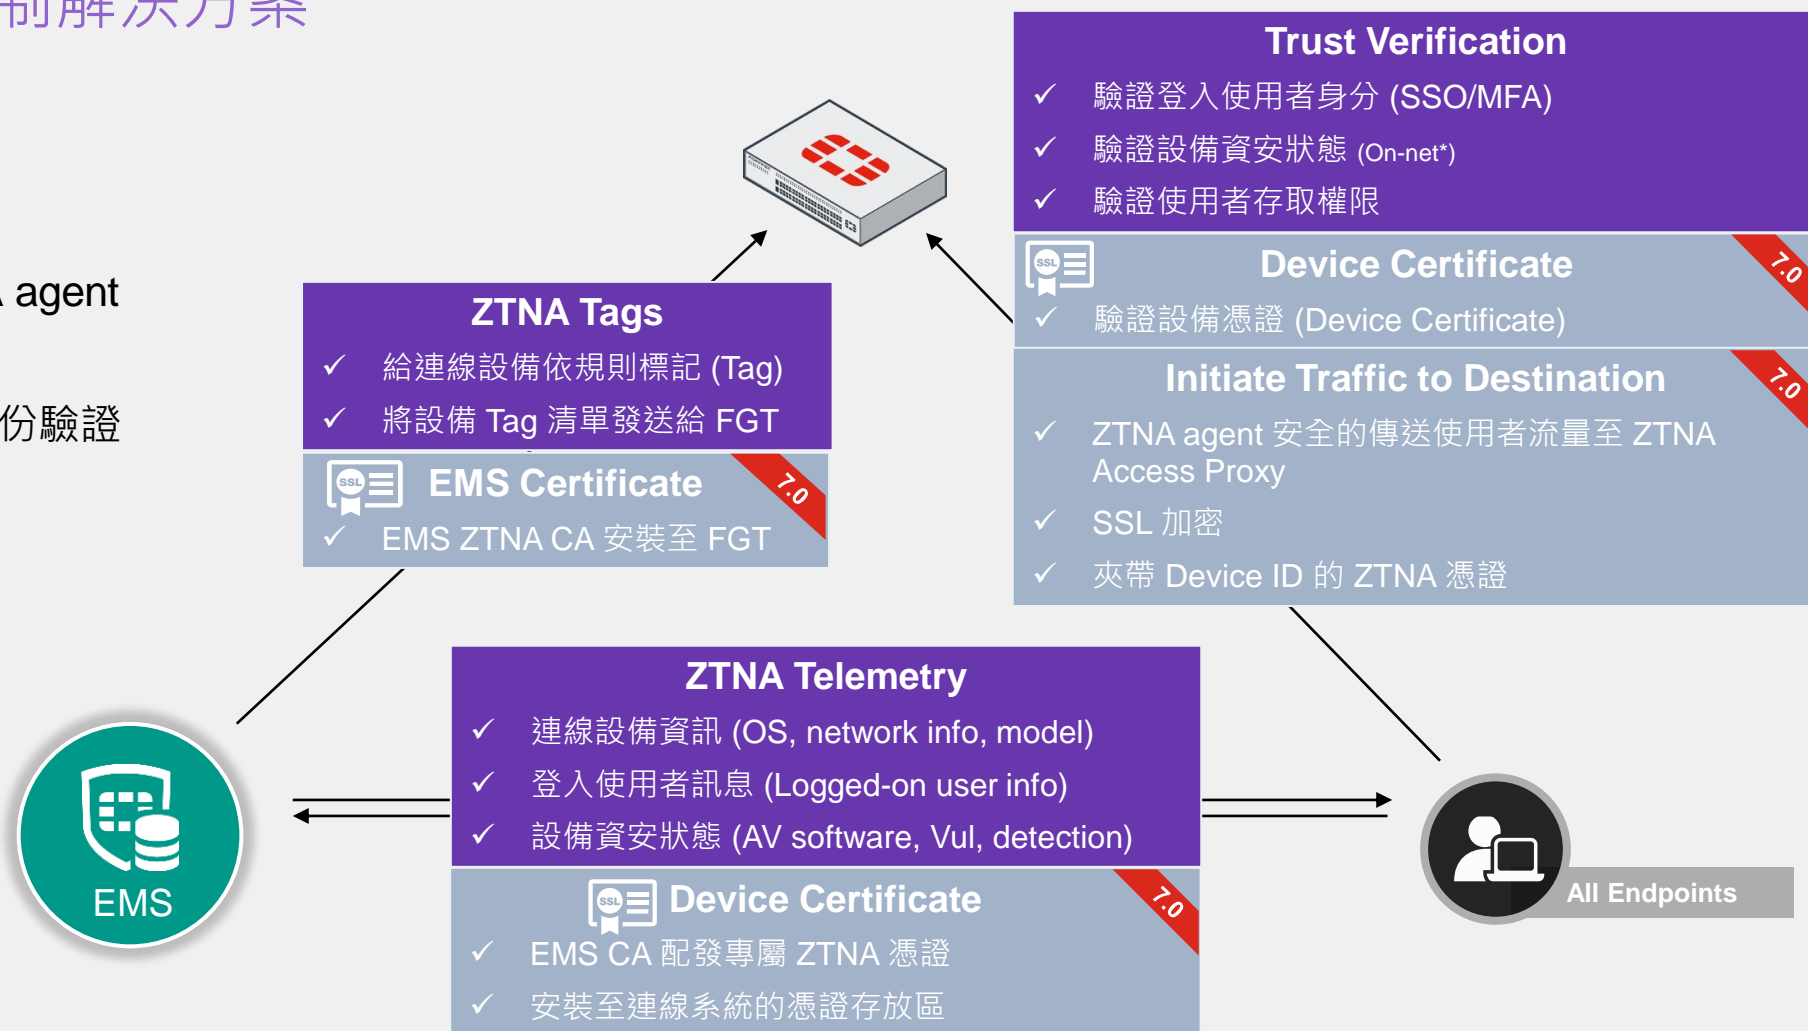 制解決方案
agent
份驗證
Trust Verification
✓ 驗證登入使用者身分 (SSO/MFA)
✓ 驗證設備資安狀態 (On-net*)
✓ 驗證使用者存取權限
SSL
Device Certificate
7.0
✓ 驗證設備憑證 (Device Certificate)
Initiate Traffic to Destination
7.0
✓ ZTNA agent 安全的傳送使用者流量至 ZTNA
Access Proxy
✓ SSL 加密
✓ 夾帶 Device ID 的 ZTNA 憑證
ZTNA Tags
✓ 給連線設備依規則標記 (Tag)
✓ 將設備 Tag 清單發送給 FGT
SSL
EMS Certificate
7.0
✓ EMS ZTNA CA 安裝至 FGT
ZTNA Telemetry
✓ 連線設備資訊 (OS, network info, model)
✓ 登入使用者訊息 (Logged-on user info)
✓ 設備資安狀態 (AV software, Vul, detection)
SSL
Device Certificate
7.0
✓ EMS CA 配發專屬 ZTNA 憑證
✓ 安裝至連線系統的憑證存放區
EMS
All Endpoints